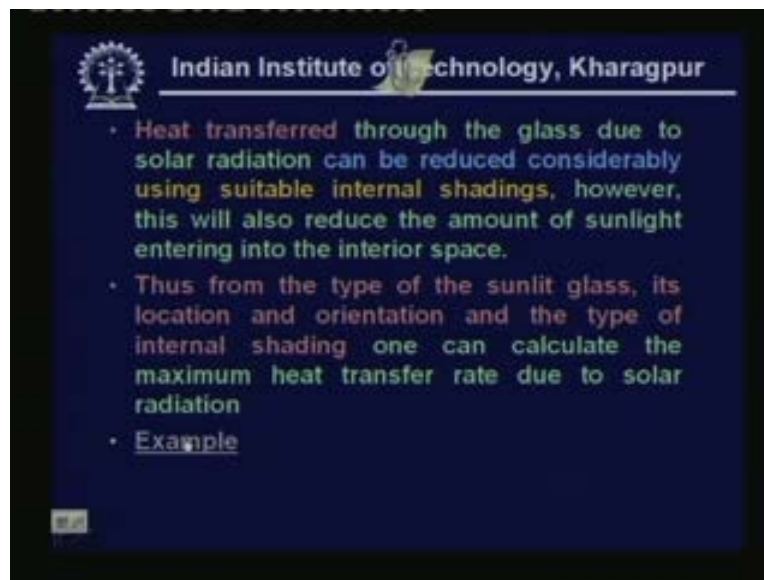 Indian Institute of Technology, Kharagpur
• Heat transferred through the glass due to
solar radiation can be reduced considerably
using suitable internal shadings, however,
this will also reduce the amount of sunlight
entering into the interior space.
• Thus from the type of the sunlit glass, its
location and orientation and the type of
internal shading one can calculate the
maximum heat transfer rate due to solar
radiation
• Example